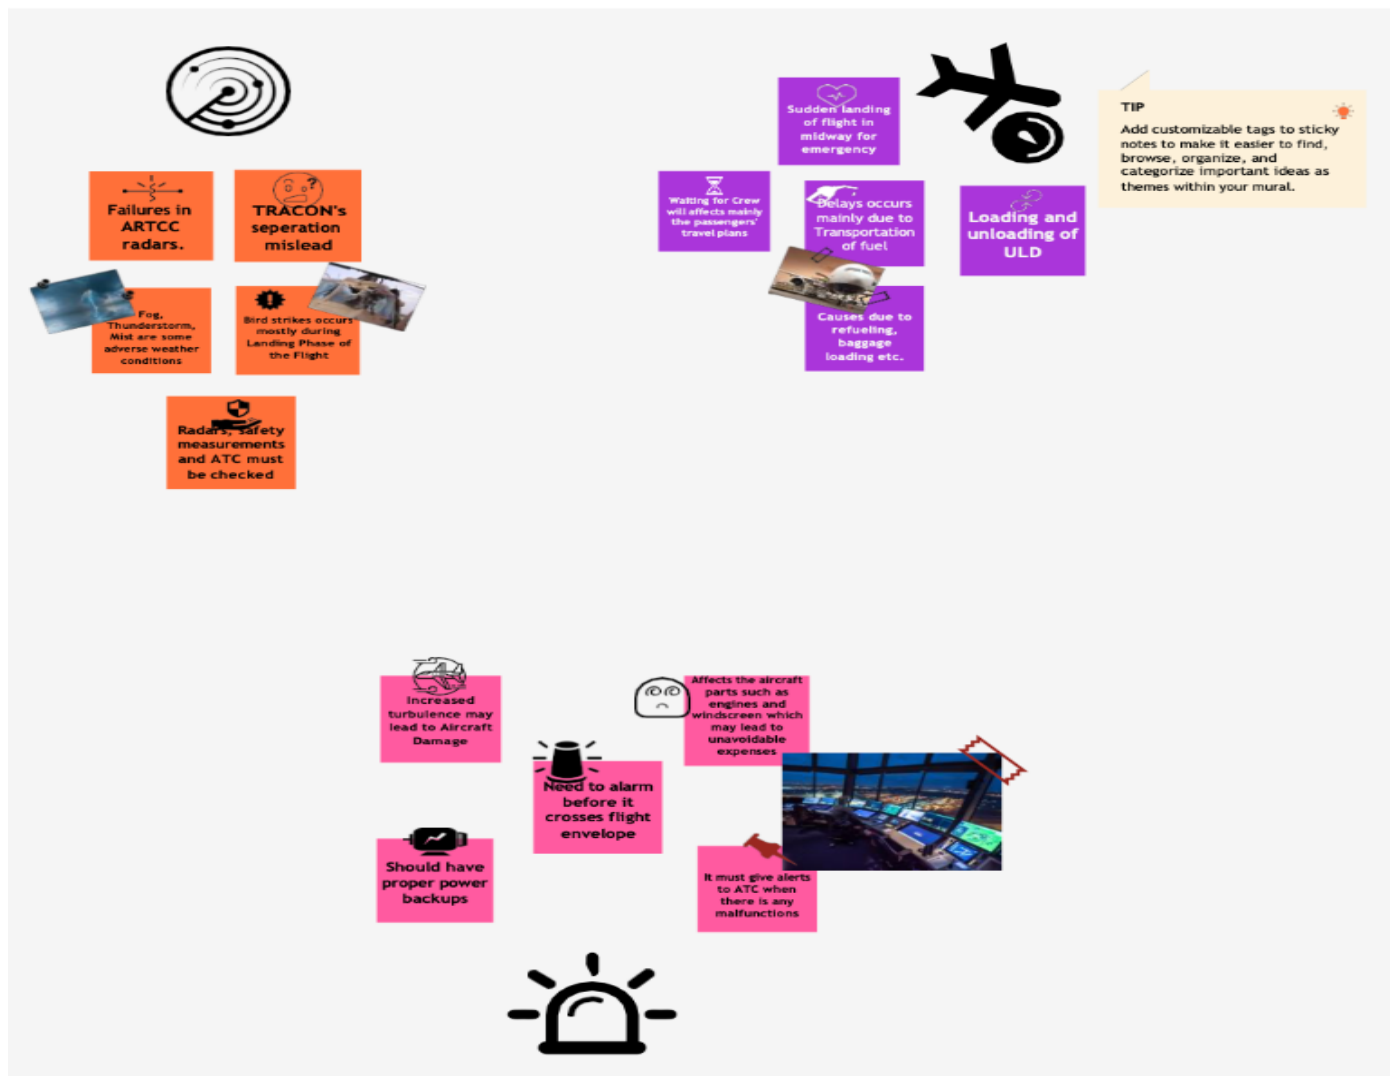 Failures in
ARTCC
radars.
TRACON's
seperation
mislead
Fog,
Thunderstorm,
Mist are some
adverse weather
conditions
Bird strikes occurs
mostly during
Landing Phase of
the Flight
Radars, safety
measurements
and ATC must
be checked
Sudden landing
of flight in
midway for
emergency
Waiting for Crew
will affects mainly
the passengers'
travel plans
Delays occurs
mainly due to
Transportation
of fuel
Loading and
unloading of
ULD
Causes due to
refueling,
baggage
loading etc.
TIP
Add customizable tags to sticky
notes to make it easier to find,
browse, organize, and
categorize important ideas as
themes within your mural.
Increased
turbulence may
lead to Aircraft
Damage
Affects the aircraft
parts such as
engines and
windscreen which
may lead to
unavoidable
expenses
Need to alarm
before it
crosses flight
envelope
Should have
proper power
backups
It must give alerts
to ATC when
there is any
malfunctions